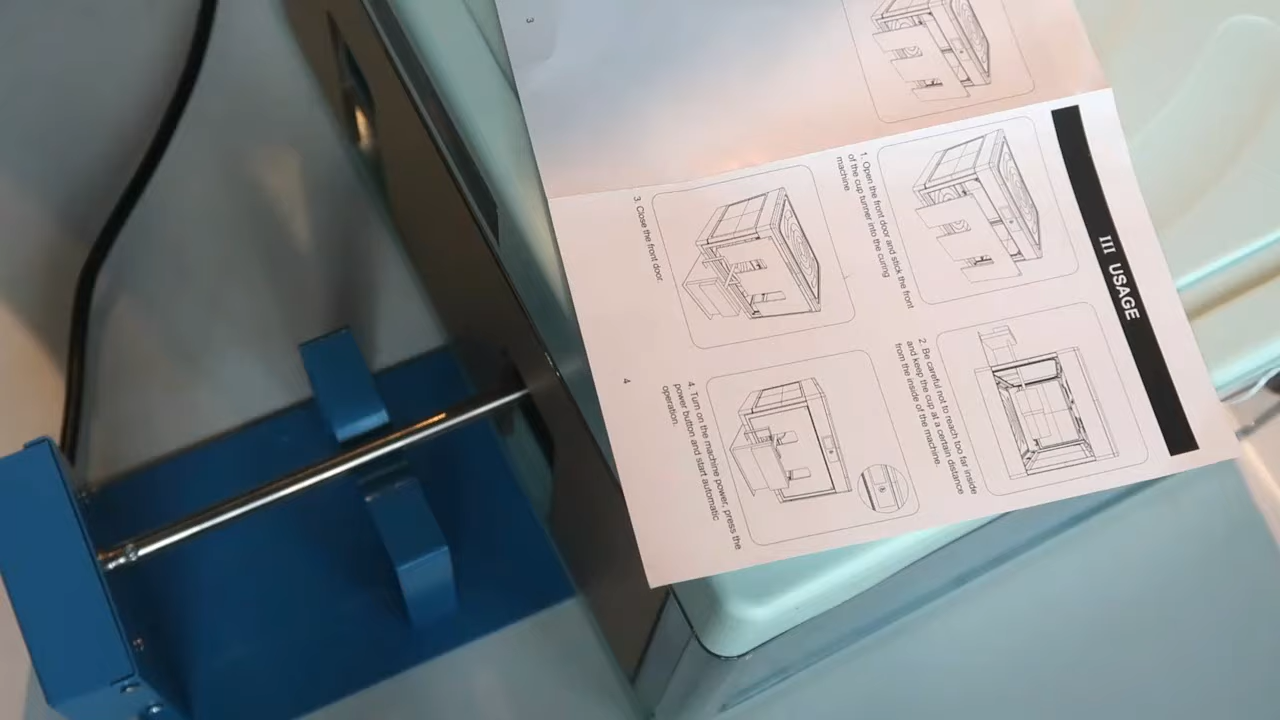 3
III USAGE
1. Open the front door and stick the front
of the cup turner into the curing
machine.
2. Be careful not to reach too far inside
and keep the cup at a certain distance
from the inside of the machine.
3. Close the front door.
4. Turn on the machine power, press the
power button and start automatic
operation.
4